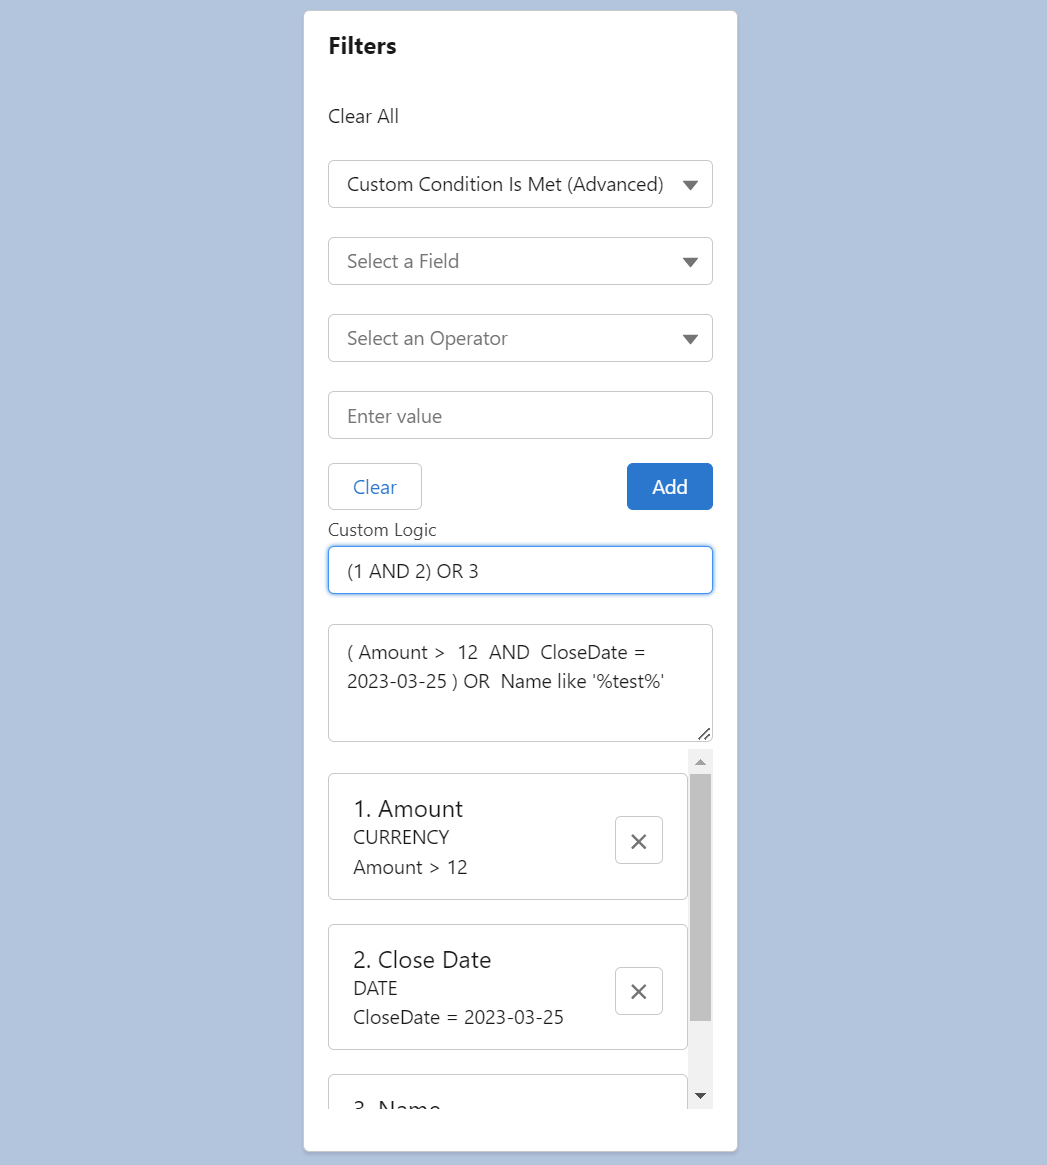 Filters
Clear All
Custom Condition Is Met (Advanced)
Select a Field
Select an Operator
Enter value
Clear
Add
Custom Logic
(1 AND 2) OR 3
( Amount >  12  AND  CloseDate =
2023-03-25 ) OR  Name like '%test%'
1. Amount
CURRENCY
Amount > 12
2. Close Date
DATE
CloseDate = 2023-03-25
3. Name